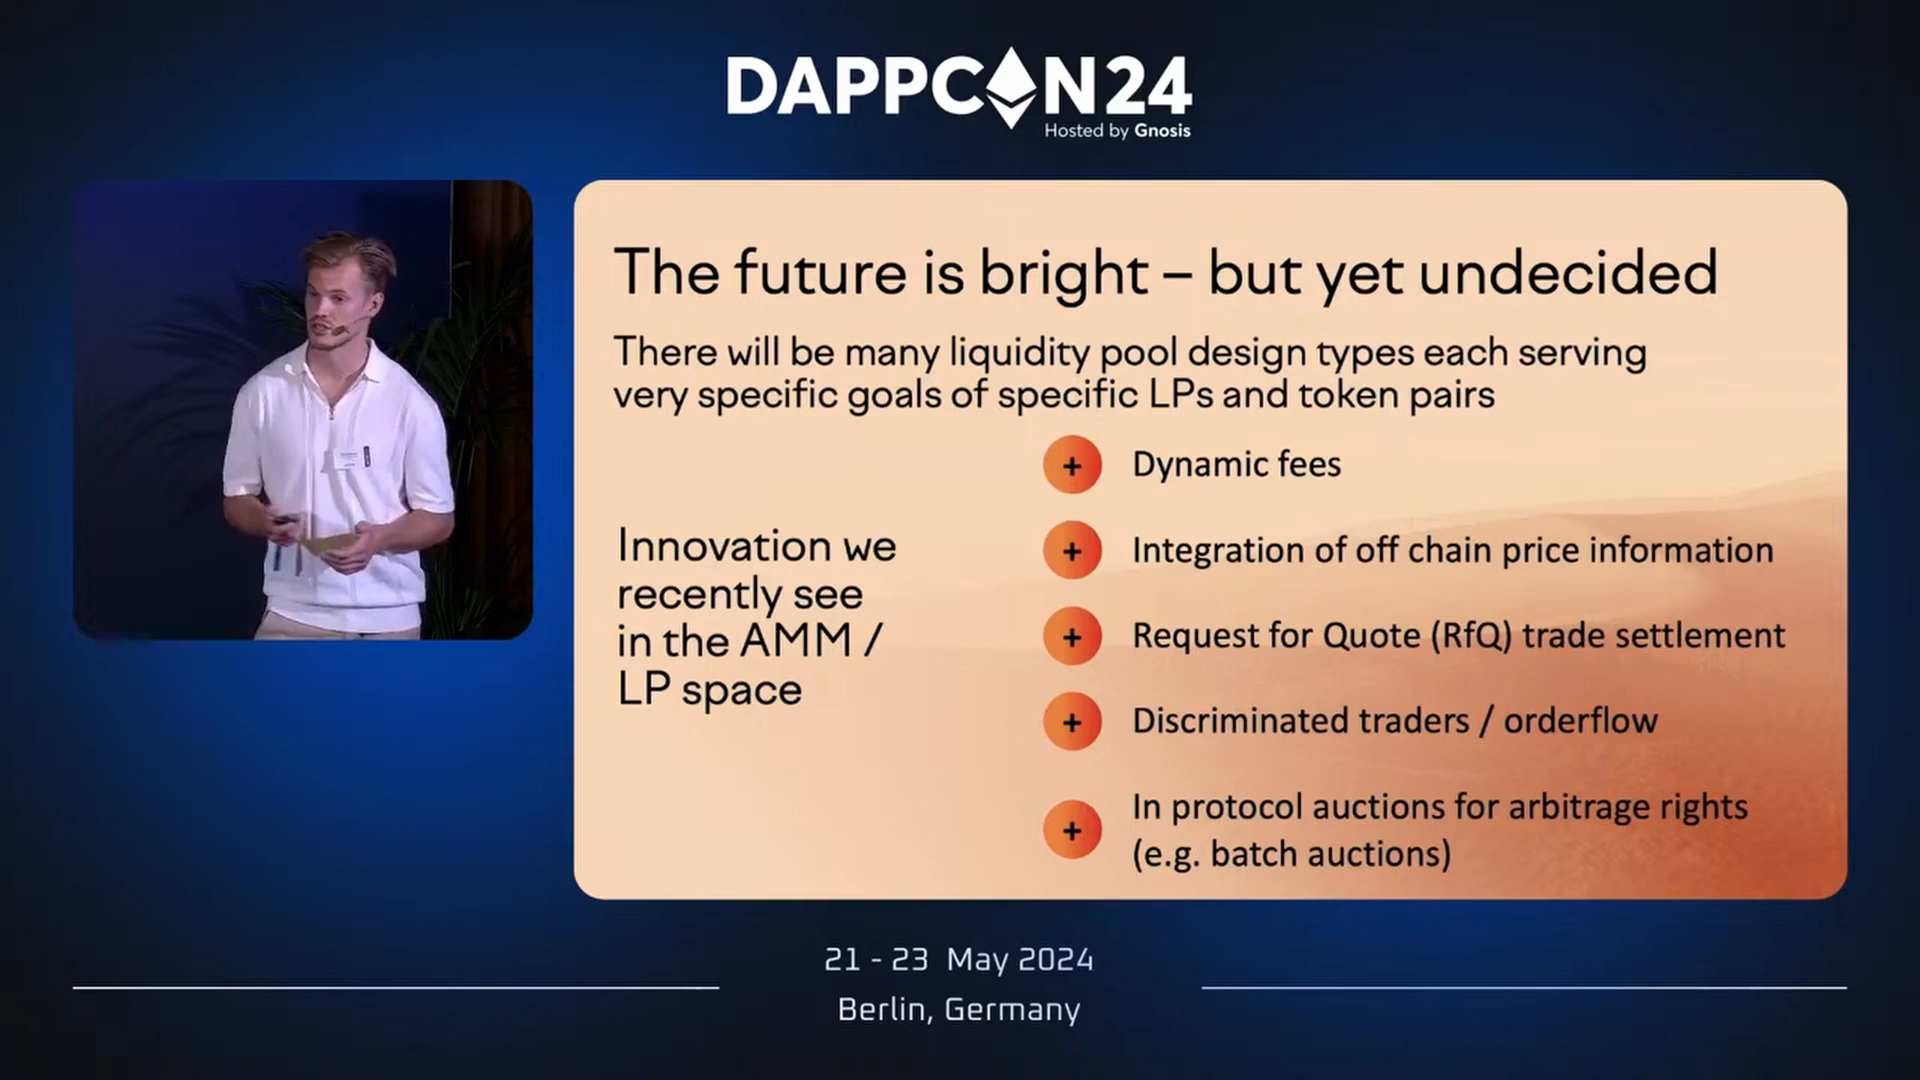 DAPPCON24
Hosted by Gnosis
The future is bright – but yet undecided
There will be many liquidity pool design types each serving
very specific goals of specific LPs and token pairs
Innovation we
recently see
in the AMM /
LP space
+ Dynamic fees
+ Integration of off chain price information
+ Request for Quote (RfQ) trade settlement
+ Discriminated traders / orderflow
+ In protocol auctions for arbitrage rights
(e.g. batch auctions)
21 - 23 May 2024
Berlin, Germany